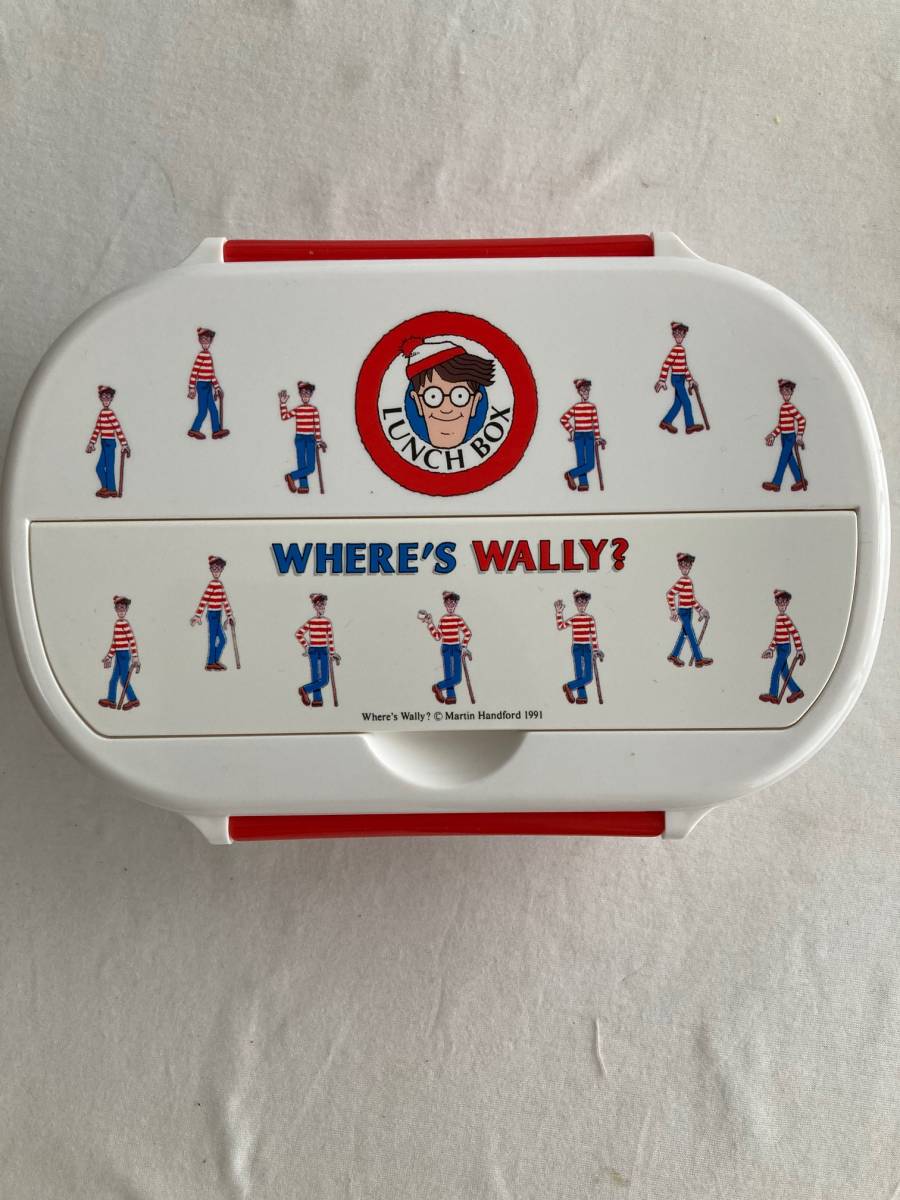 LUNCH BOX
WHERE'S WALLY?
Where's Wally? © Martin Handford 1991